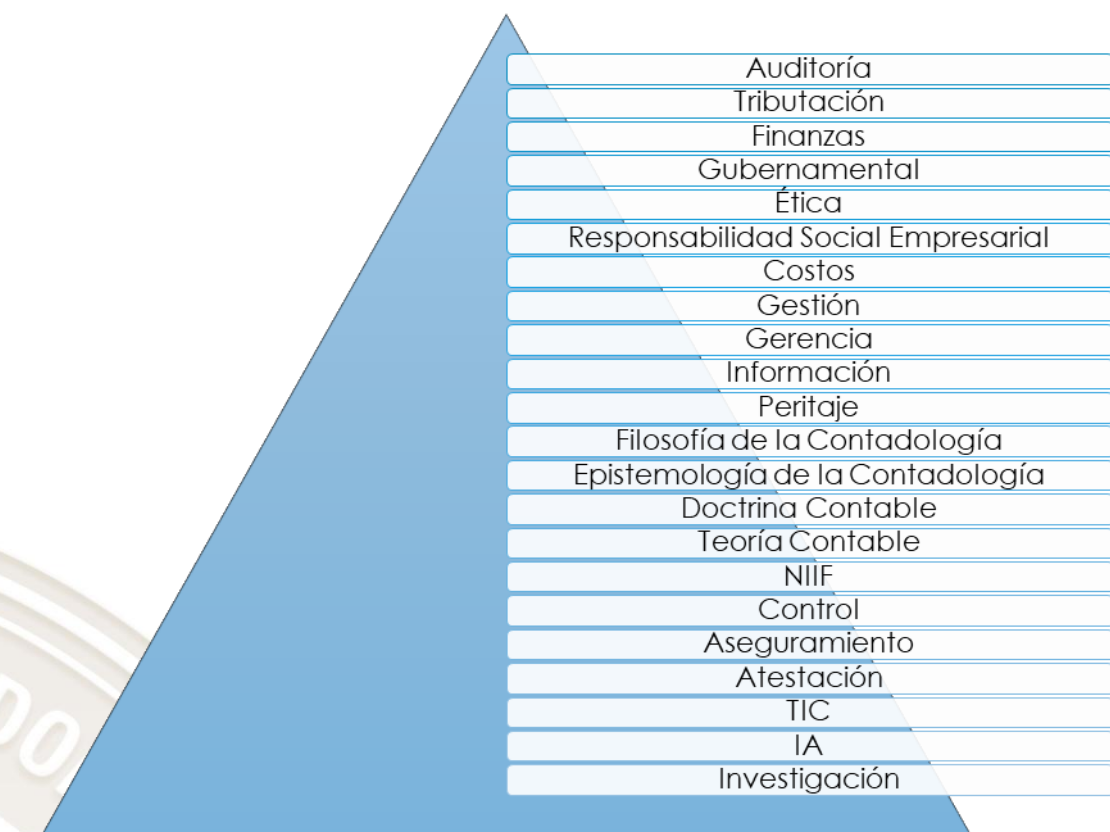 Auditoría
Tributación
Finanzas
Gubernamental
Ética
Responsabilidad Social Empresarial
Costos
Gestión
Gerencia
Información
Peritaje
Filosofía de la Contadología
Epistemología de la Contadología
Doctrina Contable
Teoría Contable
NIIF
Control
Aseguramiento
Atestación
TIC
IA
Investigación